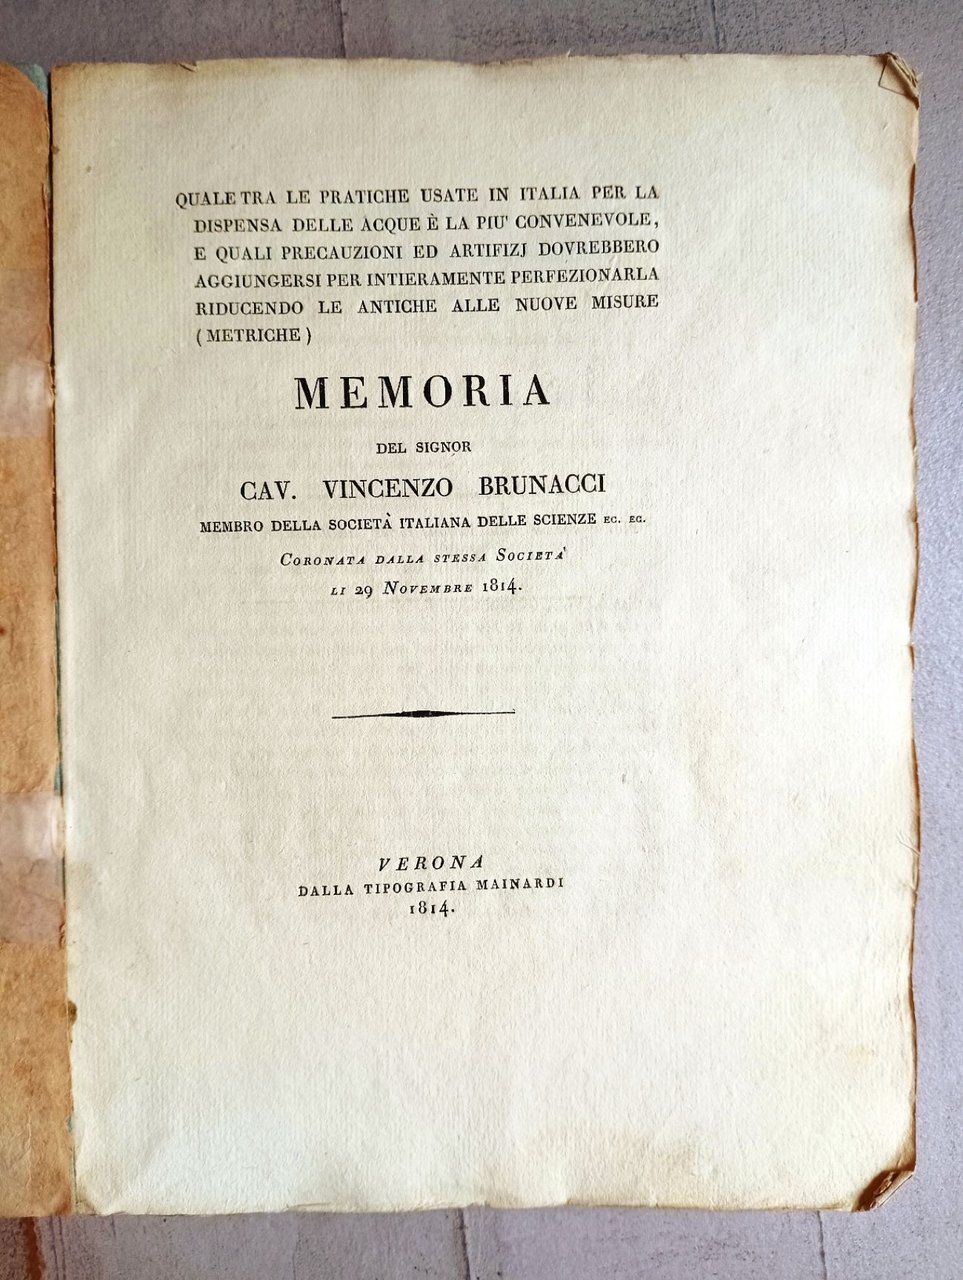 QUALE TRA LE PRATICHE USATE IN ITALIA PER LA
DISPENSA DELLE ACQUE È LA PIU' CONVENEVOLE,
E QUALI PRECAUZIONI ED ARTIFIZJ DOVREBBERO
AGGIUNGERSI PER INTIERAMENTE PERFEZIONARLA
RIDUCENDO LE ANTICHE ALLE NUOVE MISURE
( METRICHE )
MEMORIA
DEL SIGNOR
CAV. VINCENZO BRUNACCI
MEMBRO DELLA SOCIETÀ ITALIANA DELLE SCIENZE EC. EC.
CORONATA DALLA STESSA SOCIETA'
LI 29 NOVEMBRE 1814.
VERONA
DALLA TIPOGRAFIA MAINARDI
1814.